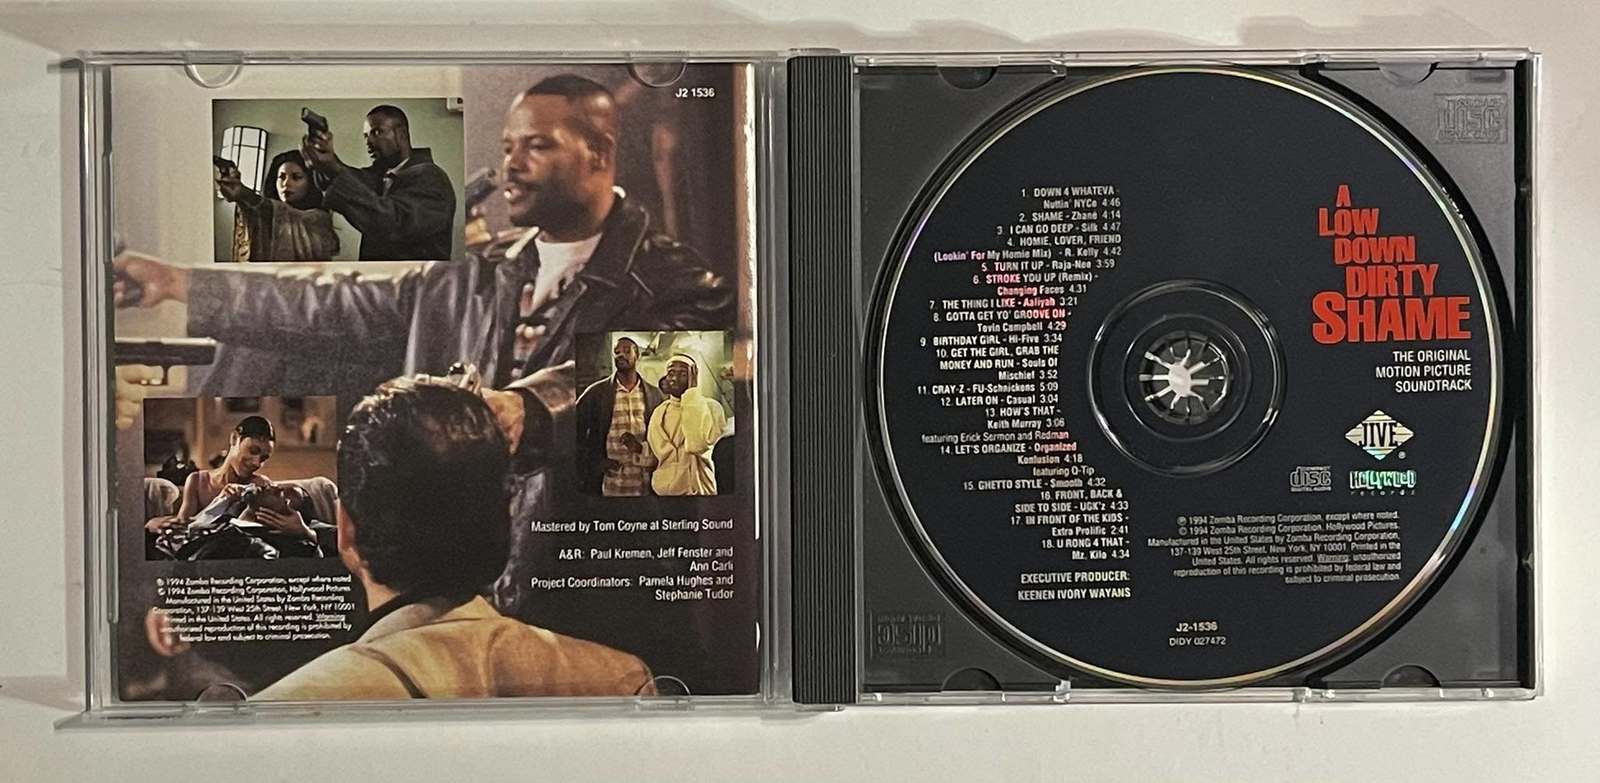 J2 1536
Mastered by Tom Coyne at Sterling Sound
A&R: Paul Kremen, Jeff Fenster and
Ann Carli
Project Coordinators: Pamela Hughes and
Stephanie Tudor
℗ 1994 Zomba Recording Corporation, except where noted
© 1994 Zomba Recording Corporation, Hollywood Pictures
Manufactured in the United States by Zomba Recording
Corporation, 137-139 West 25th Street, New York, NY 10001
Printed in the United States. All rights reserved. Warning:
unauthorized reproduction of this recording is prohibited by
federal law and subject to criminal prosecution.
1. DOWN 4 WHATEVA -
Nuttin' NYCe 4:46
2. SHAME - Zhané 4:14
3. I CAN GO DEEP - Silk 4:47
4. HOMIE, LOVER, FRIEND
(Lookin' For My Homie Mix) - R. Kelly 4:42
5. TURN IT UP - Raja-Nee 3:59
6. STROKE YOU UP (Remix) -
Changing Faces 4:31
7. THE THING I LIKE - Aaliyah 3:21
8. GOTTA GET YO' GROOVE ON -
Tevin Campbell 4:29
9. BIRTHDAY GIRL - Hi-Five 3:34
10. GET THE GIRL, GRAB THE
MONEY AND RUN - Souls Of
Mischief 3:52
11. CRAY-Z - FU-Schnickens 5:09
12. LATER ON - Casual 3:04
13. HOW'S THAT -
Keith Murray 3:06
featuring Erick Sermon and Redman
14. LET'S ORGANIZE - Organized
Konfusion 4:18
featuring Q-Tip
15. GHETTO STYLE - Smooth 4:32
16. FRONT, BACK &
SIDE TO SIDE - UGK'z 4:33
17. IN FRONT OF THE KIDS -
Extra Prolific 2:41
18. U RONG 4 THAT -
Mz. Kilo 4:34
EXECUTIVE PRODUCER:
KEENEN IVORY WAYANS
A
LOW
DOWN
DIRTY
SHAME
THE ORIGINAL
MOTION PICTURE
SOUNDTRACK
JIVE ®
COMPACT
disc
DIGITAL AUDIO
HOLLYWOOD
records
℗ 1994 Zomba Recording Corporation, except where noted.
© 1994 Zomba Recording Corporation. Hollywood Pictures.
Manufactured in the United States by Zomba Recording Corporation,
137-139 West 25th Street, New York, NY 10001. Printed in the
United States. All rights reserved. Warning: unauthorized
reproduction of this recording is prohibited by federal law and
subject to criminal prosecution.
J2-1536
DIDY 027472
disc
disc